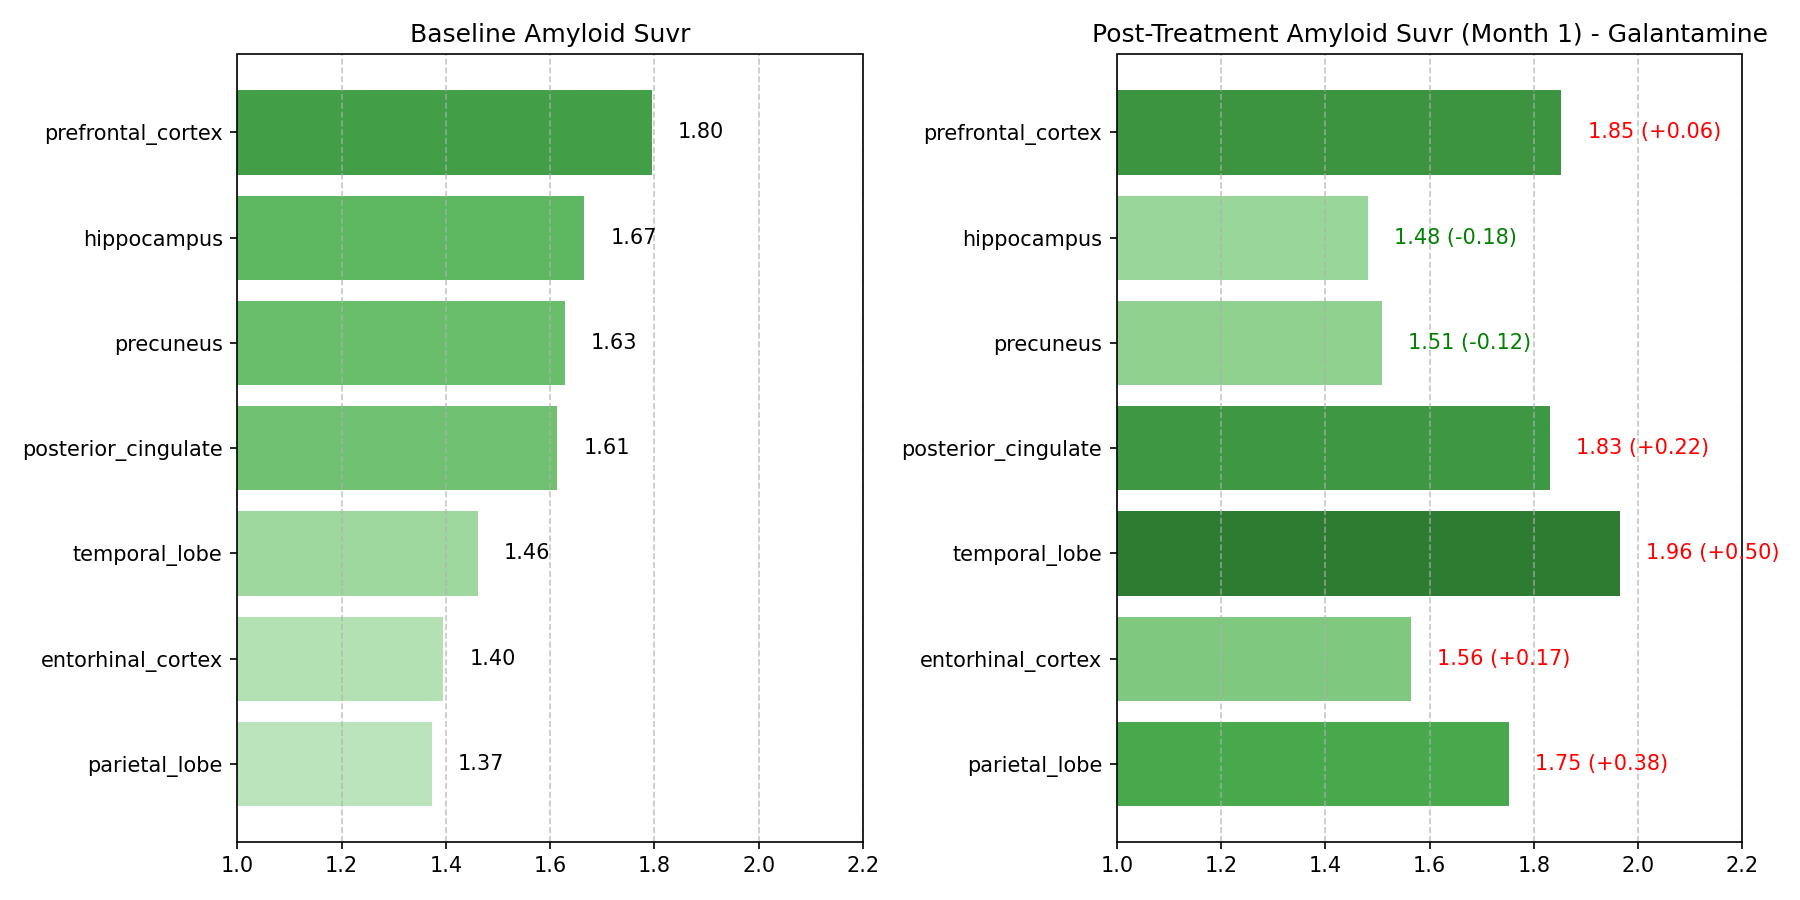 Baseline Amyloid Suvr
prefrontal_cortex 1.80
hippocampus 1.67
precuneus 1.63
posterior_cingulate 1.61
temporal_lobe 1.46
entorhinal_cortex 1.40
parietal_lobe 1.37
1.0 1.2 1.4 1.6 1.8 2.0 2.2
Post-Treatment Amyloid Suvr (Month 1) - Galantamine
prefrontal_cortex 1.85 (+0.06)
hippocampus 1.48 (-0.18)
precuneus 1.51 (-0.12)
posterior_cingulate 1.83 (+0.22)
temporal_lobe 1.96 (+0.50)
entorhinal_cortex 1.56 (+0.17)
parietal_lobe 1.75 (+0.38)
1.0 1.2 1.4 1.6 1.8 2.0 2.2